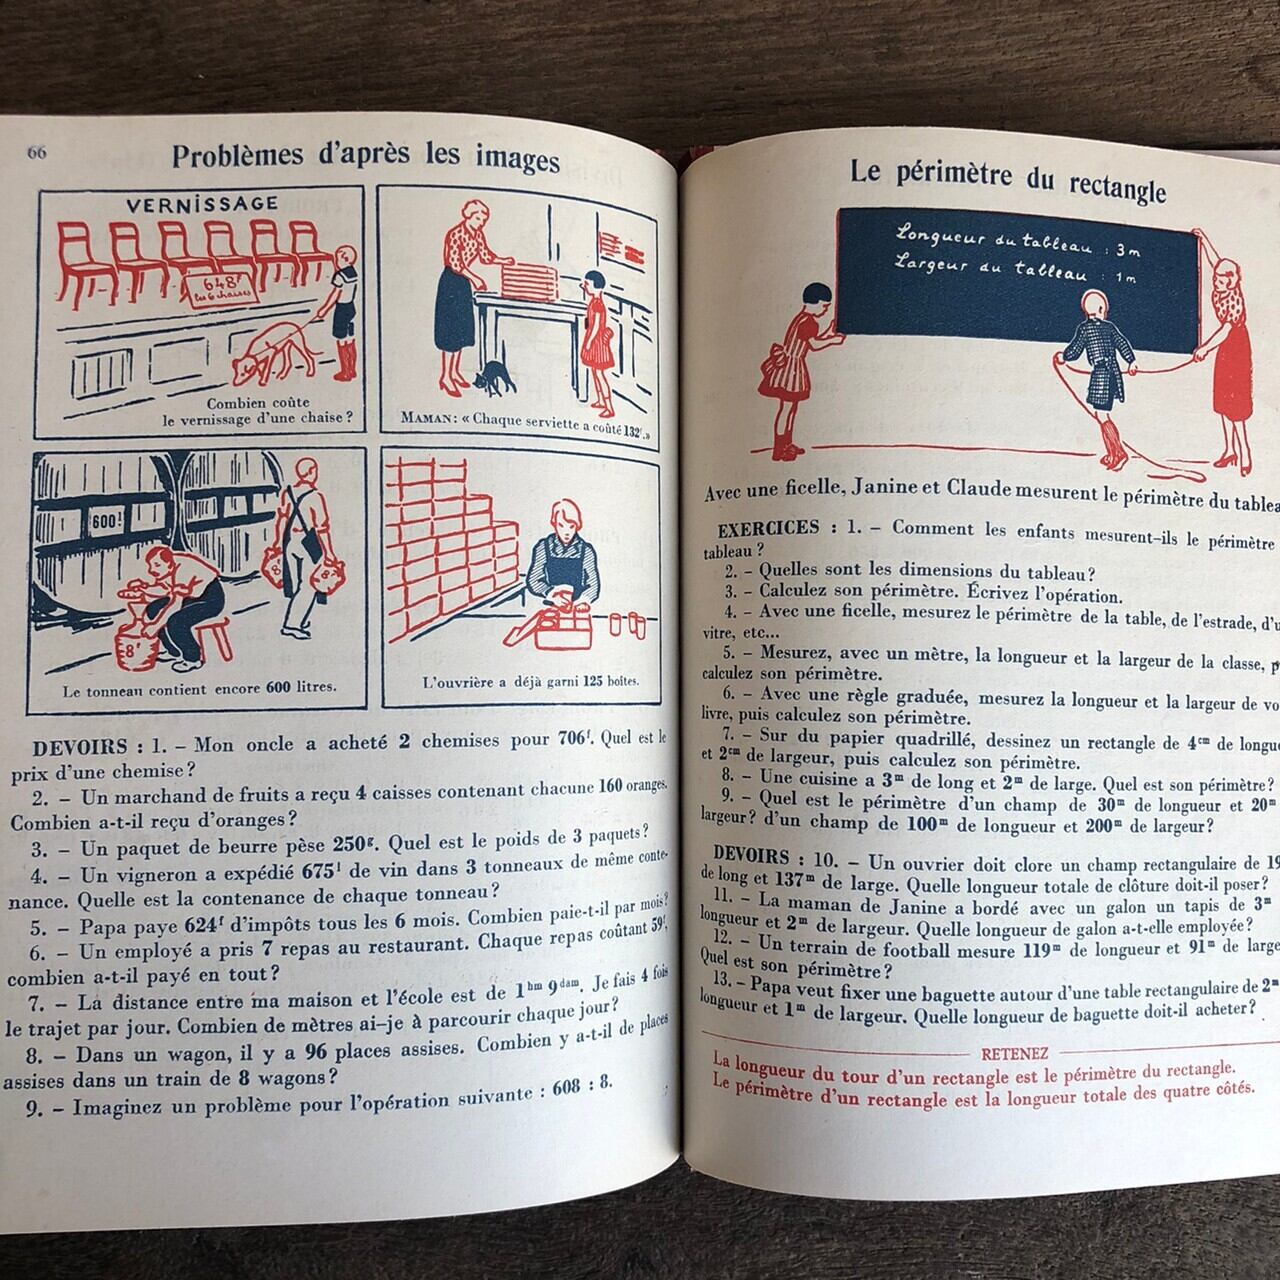 66
Problèmes d'après les images
VERNISSAGE
648f
les 6 chaises
Combien coûte
le vernissage d'une chaise ?
MAMAN : « Chaque serviette a coûté 132f. »
600l
8l
8l
Le tonneau contient encore 600 litres.
L'ouvrière a déjà garni 125 boîtes.
DEVOIRS : 1. – Mon oncle a acheté 2 chemises pour 706f. Quel est le
prix d'une chemise ?
2. – Un marchand de fruits a reçu 4 caisses contenant chacune 160 oranges.
Combien a-t-il reçu d'oranges ?
3. – Un paquet de beurre pèse 250g. Quel est le poids de 3 paquets ?
4. – Un vigneron a expédié 675l de vin dans 3 tonneaux de même conte-
nance. Quelle est la contenance de chaque tonneau ?
5. – Papa paye 624f d'impôts tous les 6 mois. Combien paie-t-il par mois ?
6. – Un employé a pris 7 repas au restaurant. Chaque repas coûtant 59f,
combien a-t-il payé en tout ?
7. – La distance entre ma maison et l'école est de 1hm 9dam. Je fais 4 fois
le trajet par jour. Combien de mètres ai-je à parcourir chaque jour ?
8. – Dans un wagon, il y a 96 places assises. Combien y a-t-il de places
assises dans un train de 8 wagons ?
9. – Imaginez un problème pour l'opération suivante : 608 : 8.
Le périmètre du rectangle
Longueur du tableau : 3m
Largeur du tableau : 1m
Avec une ficelle, Janine et Claude mesurent le périmètre du tablea
EXERCICES : 1. – Comment les enfants mesurent-ils le périmètre
tableau ?
2. – Quelles sont les dimensions du tableau ?
3. – Calculez son périmètre. Écrivez l'opération.
4. – Avec une ficelle, mesurez le périmètre de la table, de l'estrade, d'u
vitre, etc...
5. – Mesurez, avec un mètre, la longueur et la largeur de la classe, p
calculez son périmètre.
6. – Avec une règle graduée, mesurez la longueur et la largeur de vo
livre, puis calculez son périmètre.
7. – Sur du papier quadrillé, dessinez un rectangle de 4cm de longue
et 2cm de largeur, puis calculez son périmètre.
8. – Une cuisine a 3m de long et 2m de large. Quel est son périmètre ?
9. – Quel est le périmètre d'un champ de 30m de longueur et 20m
largeur ? d'un champ de 100m de longueur et 200m de largeur ?
DEVOIRS : 10. – Un ouvrier doit clore un champ rectangulaire de 19
de long et 137m de large. Quelle longueur totale de clôture doit-il poser ?
11. – La maman de Janine a bordé avec un galon un tapis de 3m
longueur et 2m de largeur. Quelle longueur de galon a-t-elle employée ?
12. – Un terrain de football mesure 119m de longueur et 91m de large
Quel est son périmètre ?
13. – Papa veut fixer une baguette autour d'une table rectangulaire de 2m
longueur et 1m de largeur. Quelle longueur de baguette doit-il acheter ?
RETENEZ
La longueur du tour d'un rectangle est le périmètre du rectangle.
Le périmètre d'un rectangle est la longueur totale des quatre côtés.